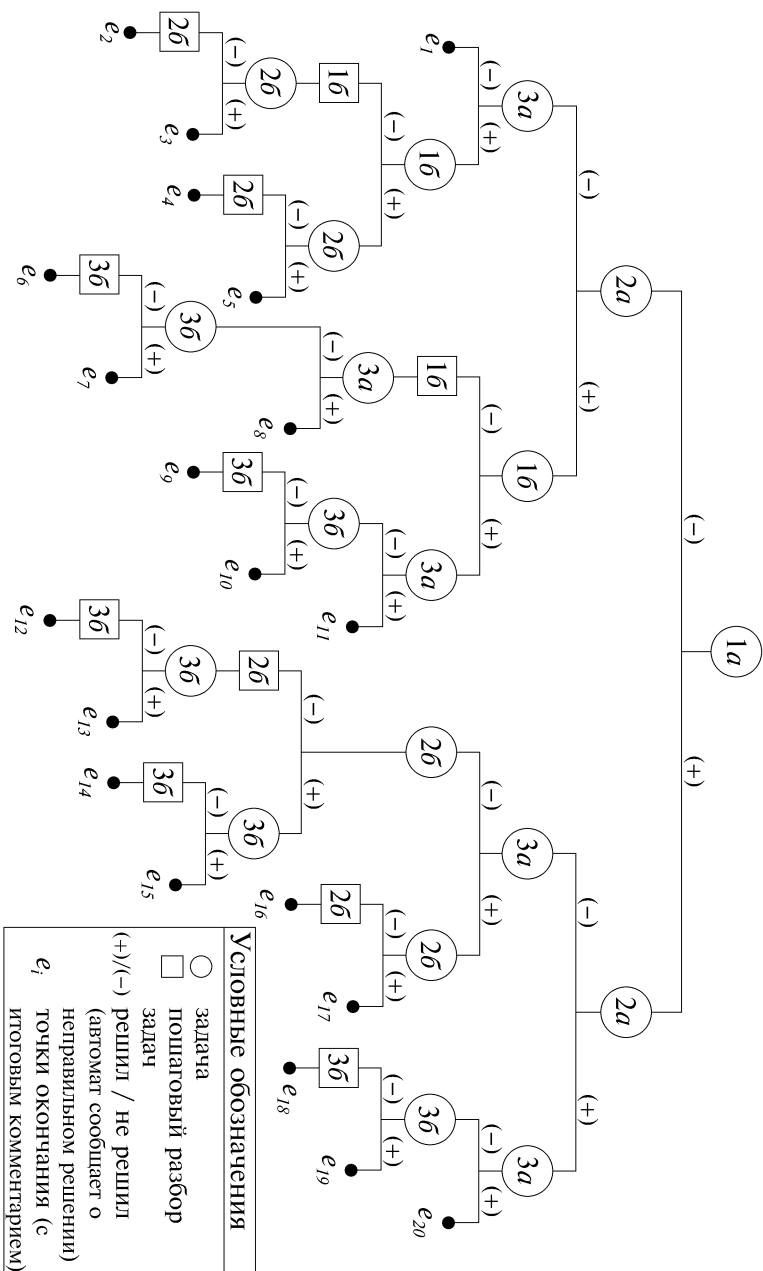 1а
(–) (+)
2а 2а
(–) (+) (–) (+)
3а 1б 3а 3а
(–) (+) (–) (+) (–) (+) (–) (+)
e1 1б 1б 3а 2б 2б 3б e20
(–) (+) (–) (+) (–) (+) (–) (+)
1б 2б 3а 3б e11 2б e17 3б e19
(–) (+)
(–) (+) (–) (+) (–) (+)
2б e8 2б 3б e16 e18
2б e5 3б e10
(–) (+) (–) (+)
2б e3 e4 3б e9 3б 3б e15
(–) (+) (–) (+)
e2 3б e7 3б e13 e14
e6 e12
Условные обозначения
задача
пошаговый разбор
задач
(+)/(–) решил / не решил
(автомат сообщает о
неправильном решении)
ei точки окончания (с
итоговым комментарием)